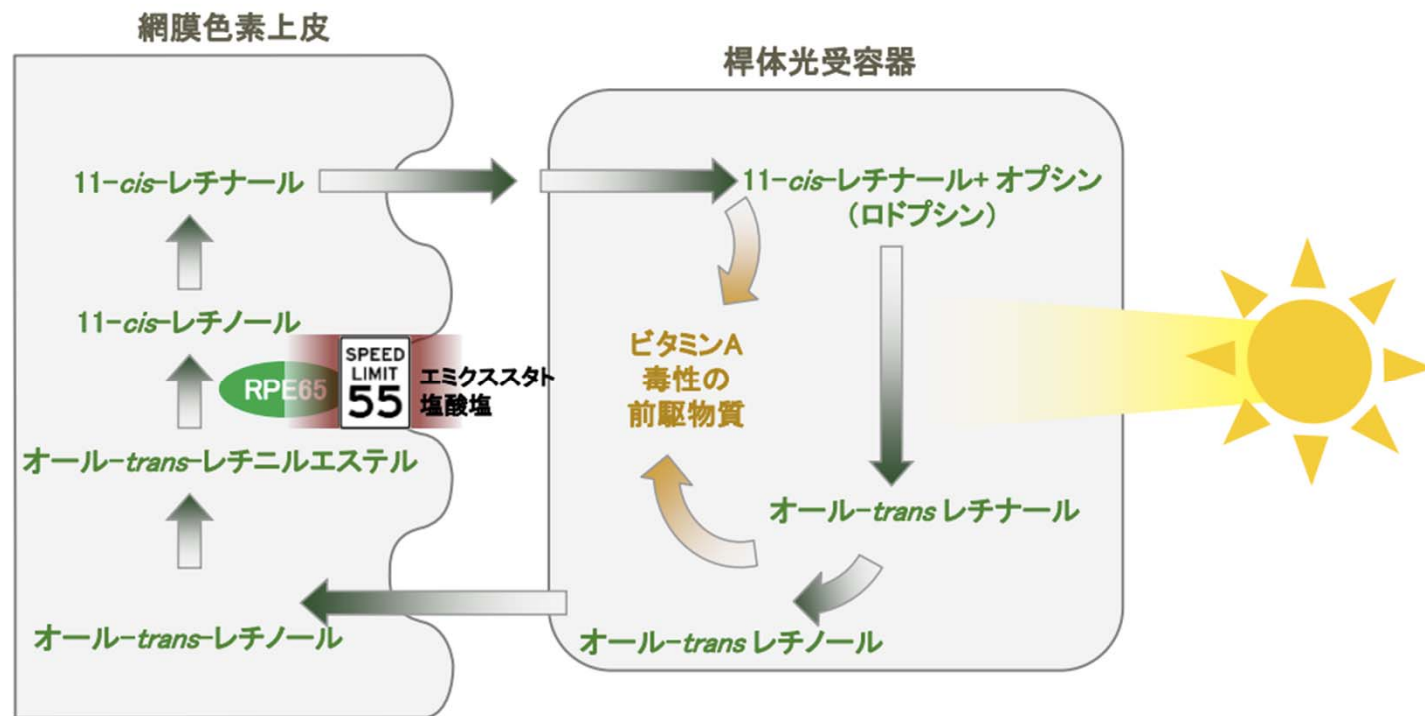 網膜色素上皮
桿体光受容器
11-cis-レチナール
11-cis-レチナール+ オプシン
(ロドプシン)
11-cis-レチノール
RPE65
SPEED
LIMIT
55
エミクススタト
塩酸塩
ビタミンA
毒性の
前駆物質
オール-trans-レチニルエステル
オール-trans レチナール
オール-trans-レチノール
オール-trans レチノール